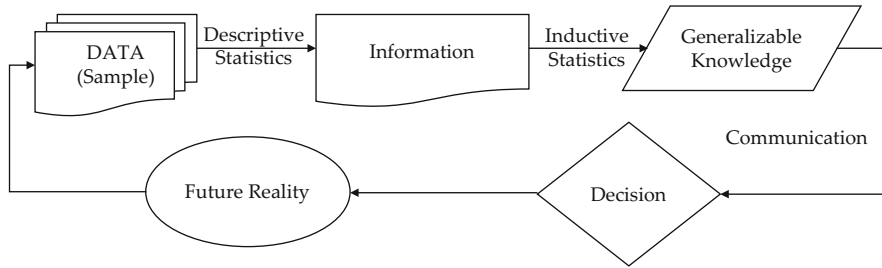 DATA
(Sample)
Descriptive
Statistics
Information
Inductive
Statistics
Generalizable
Knowledge
Communication
Decision
Future Reality